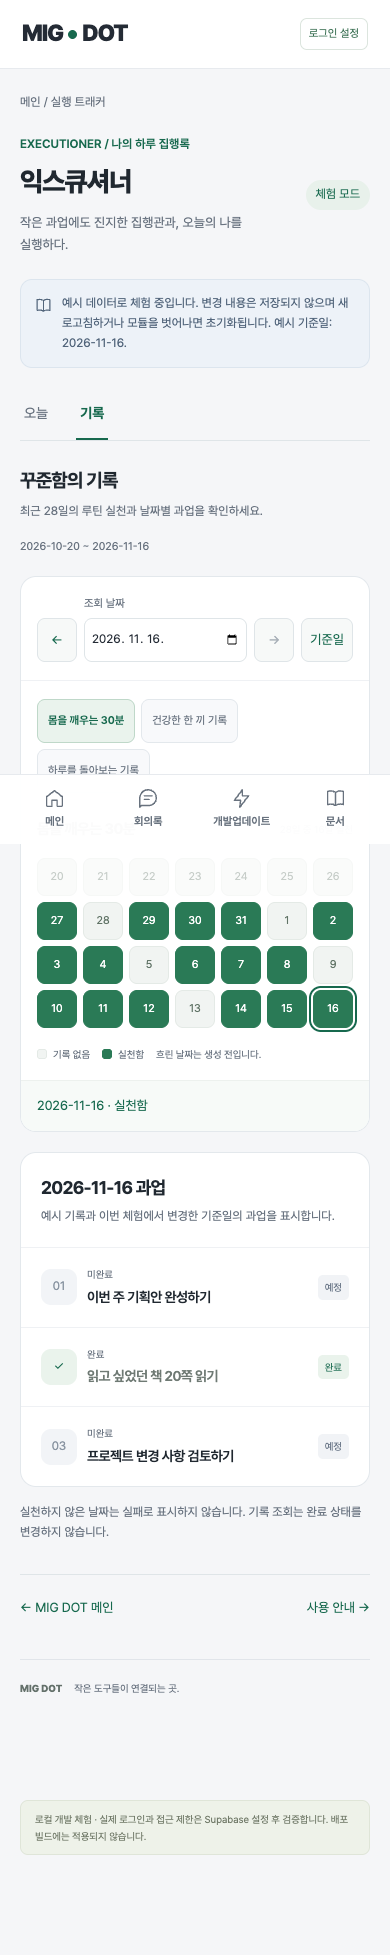 MIG DOT
로그인 설정
메인 / 실행 트래커
EXECUTIONER / 나의 하루 집행록
익스큐셔너
체험 모드
작은 과업에도 진지한 집행관과, 오늘의 나를
실행하다.
예시 데이터로 체험 중입니다. 변경 내용은 저장되지 않으며 새
로고침하거나 모듈을 벗어나면 초기화됩니다. 예시 기준일:
2026-11-16.
오늘 기록
꾸준함의 기록
최근 28일의 루틴 실천과 날짜별 과업을 확인하세요.
2026-10-20 ~ 2026-11-16
조회 날짜
← 2026. 11. 16. → 기준일
몸을 깨우는 30분 건강한 한 끼 기록
하루를 돌아보는 기록
메인 회의록 개발업데이트 문서
20 21 22 23 24 25 26
27 28 29 30 31 1 2
3 4 5 6 7 8 9
10 11 12 13 14 15 16
기록 없음 실천함 흐린 날짜는 생성 전입니다.
2026-11-16 · 실천함
2026-11-16 과업
예시 기록과 이번 체험에서 변경한 기준일의 과업을 표시합니다.
01
미완료
이번 주 기획안 완성하기
예정
✓
완료
읽고 싶었던 책 20쪽 읽기
완료
03
미완료
프로젝트 변경 사항 검토하기
예정
실천하지 않은 날짜는 실패로 표시하지 않습니다. 기록 조회는 완료 상태를
변경하지 않습니다.
← MIG DOT 메인 사용 안내 →
MIG DOT 작은 도구들이 연결되는 곳.
로컬 개발 체험 · 실제 로그인과 접근 제한은 Supabase 설정 후 검증합니다. 배포
빌드에는 적용되지 않습니다.